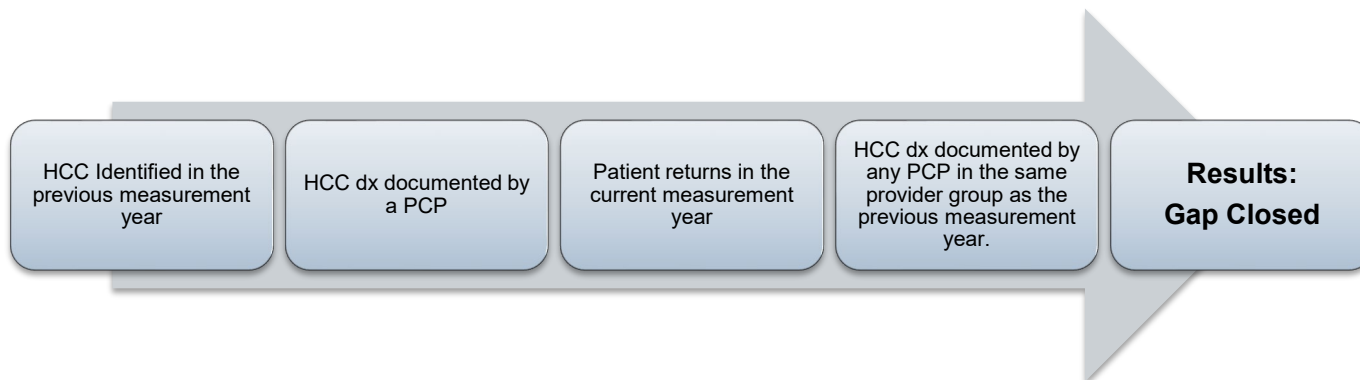 HCC Identified in the
previous measurement
year
HCC dx documented by
a PCP
Patient returns in the
current measurement
year
HCC dx documented by
any PCP in the same
provider group as the
previous measurement
year.
Results:
Gap Closed